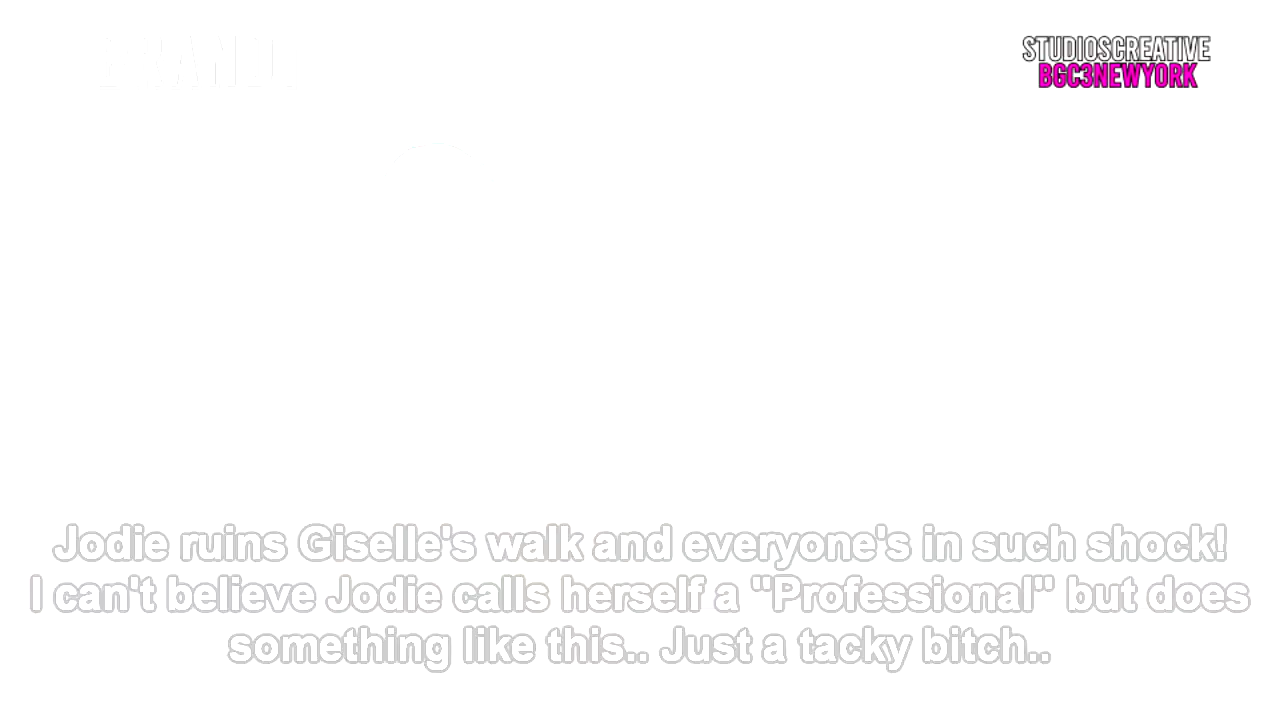 STUDIOSCREATIVE
BGC3NEWYORK
Jodie ruins Giselle's walk and everyone's in such shock!
I can't believe Jodie calls herself a "Professional" but does
something like this.. Just a tacky bitch..